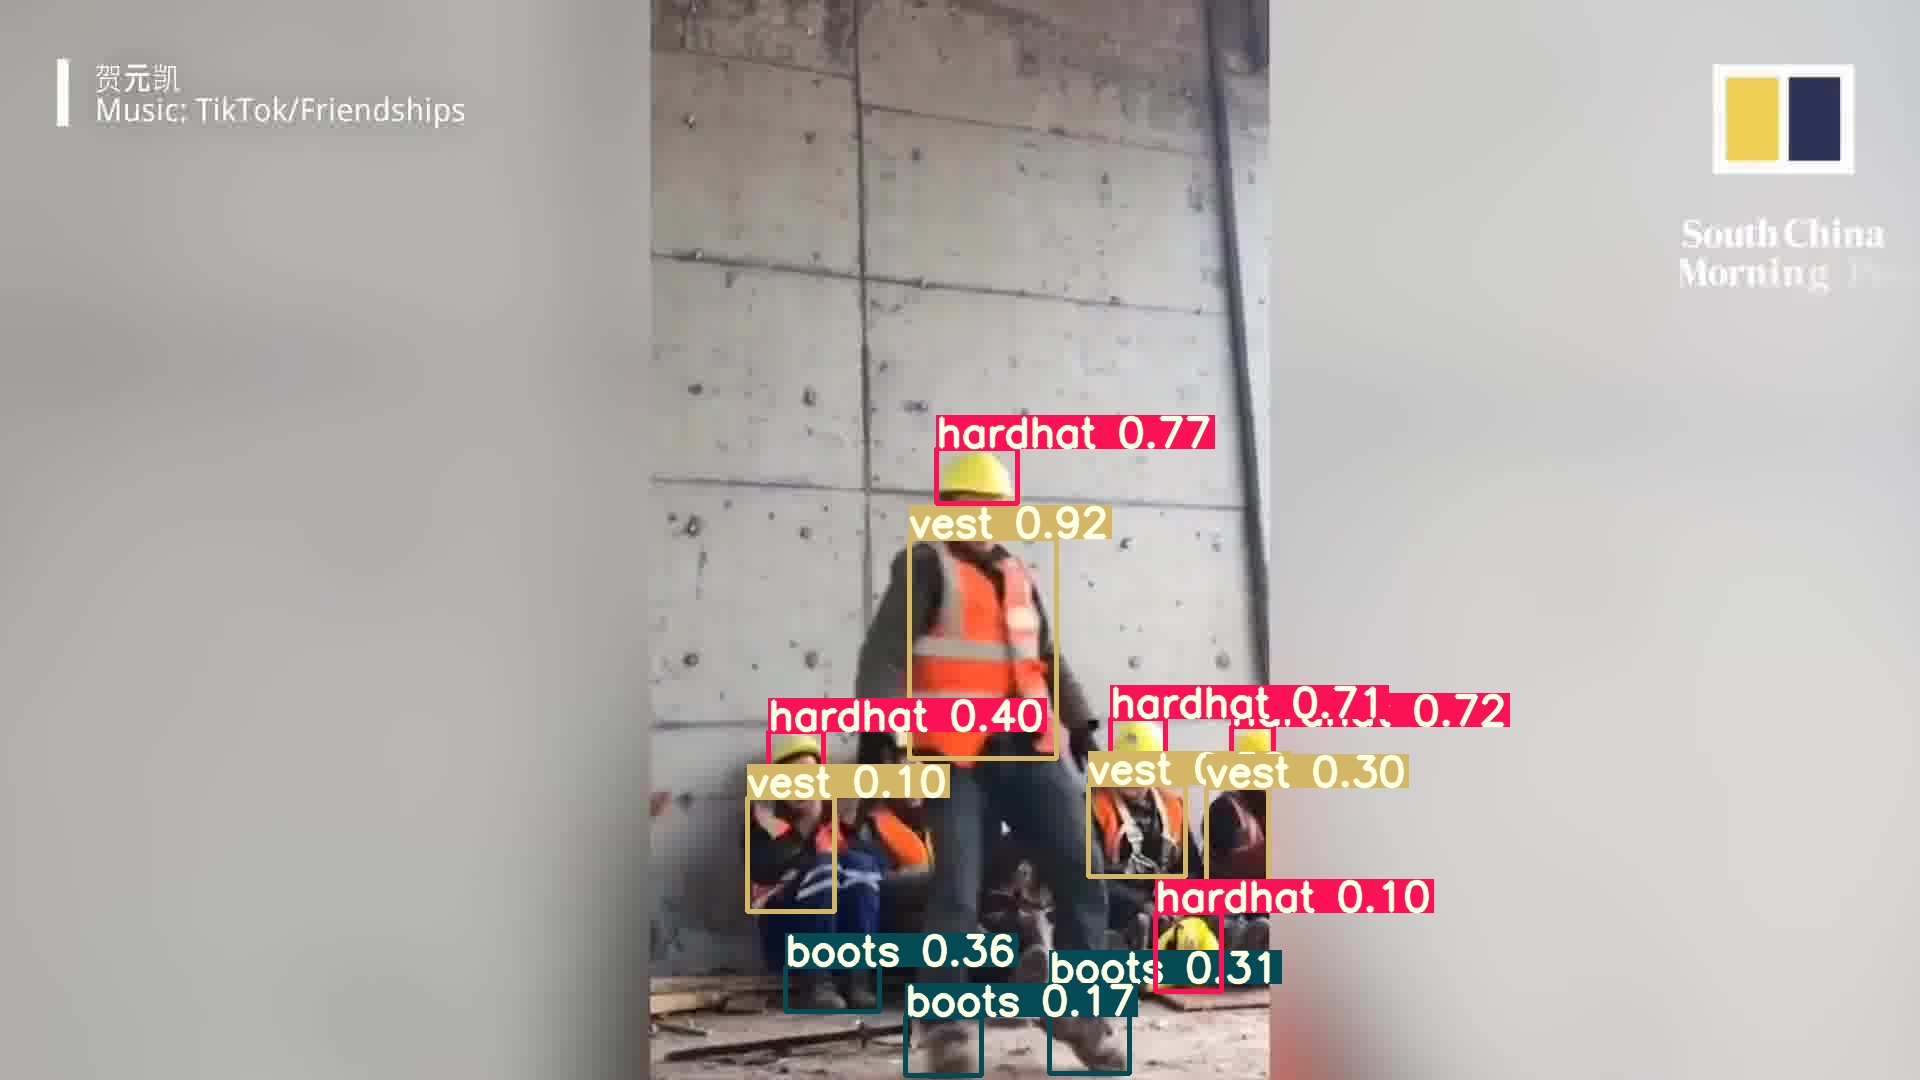 贺元凯
Music: TikTok/Friendships
South China
Morning
hardhat 0.77
vest 0.92
hardhat 0.40
hardhat 0.71
0.72
vest 0.10
vest
vest 0.30
hardhat 0.10
boots 0.36
boots 0.31
boots 0.17